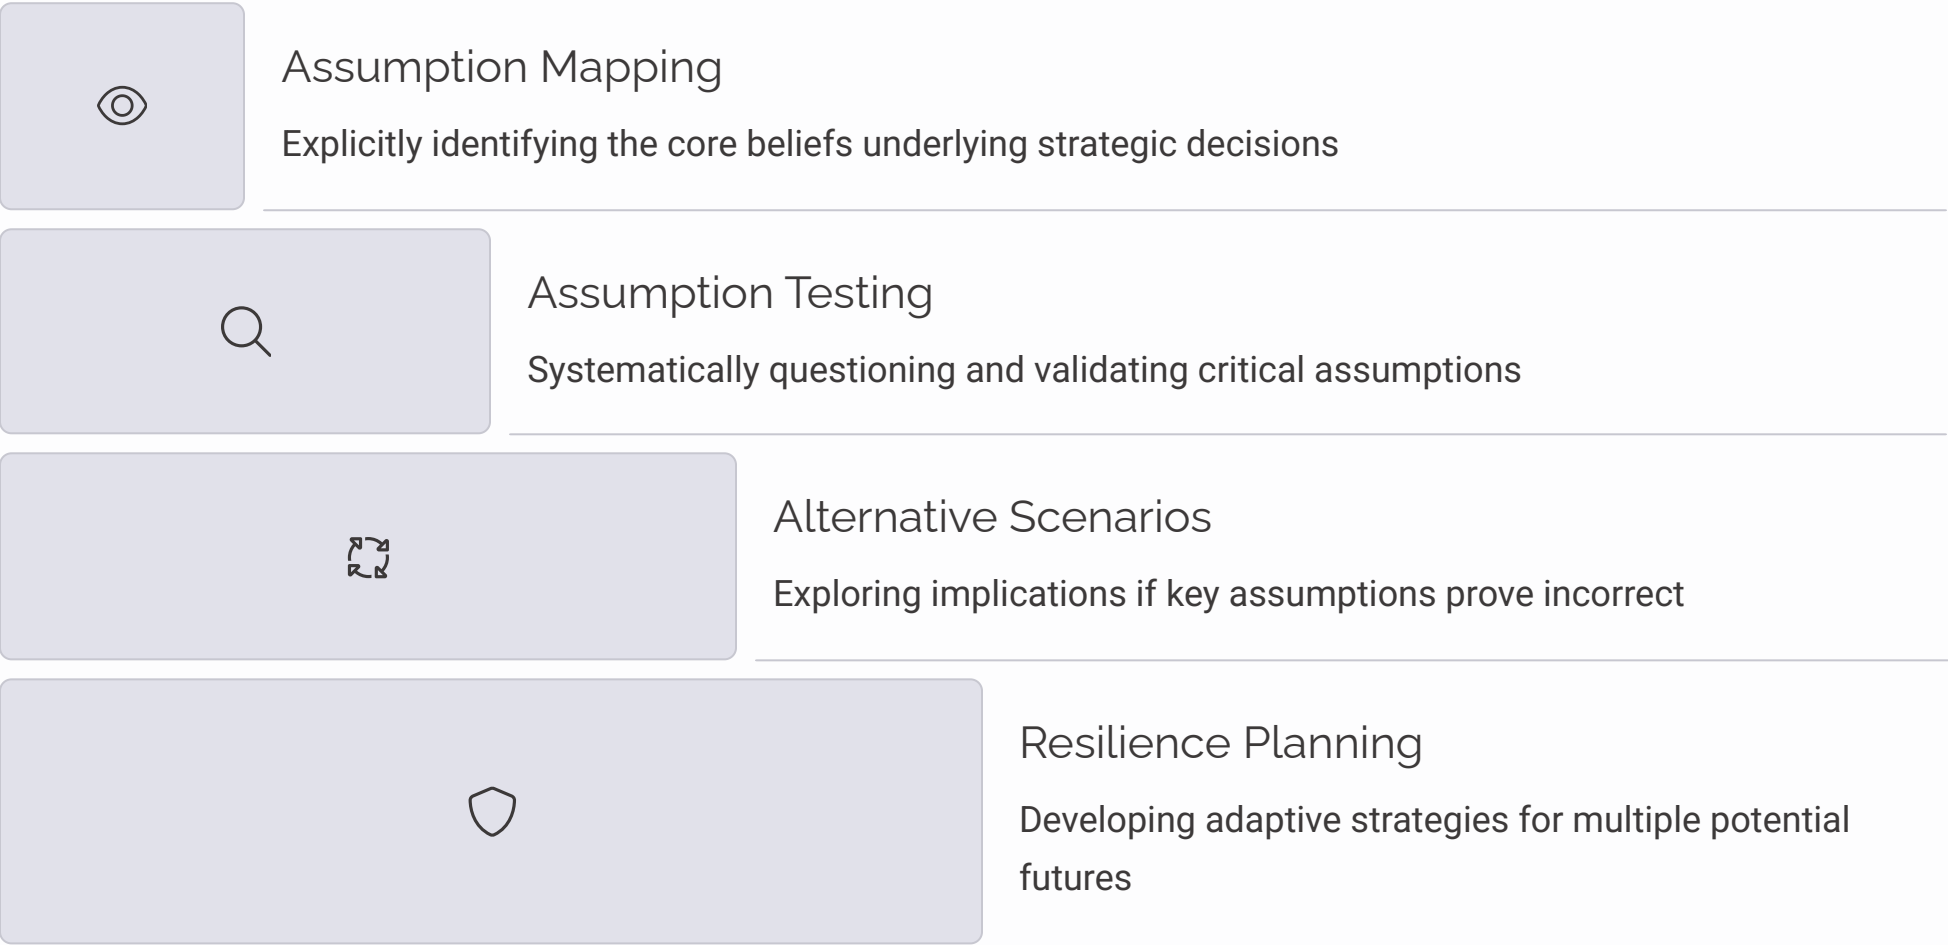 Assumption Mapping
Explicitly identifying the core beliefs underlying strategic decisions
Assumption Testing
Systematically questioning and validating critical assumptions
Alternative Scenarios
Exploring implications if key assumptions prove incorrect
Resilience Planning
Developing adaptive strategies for multiple potential
futures